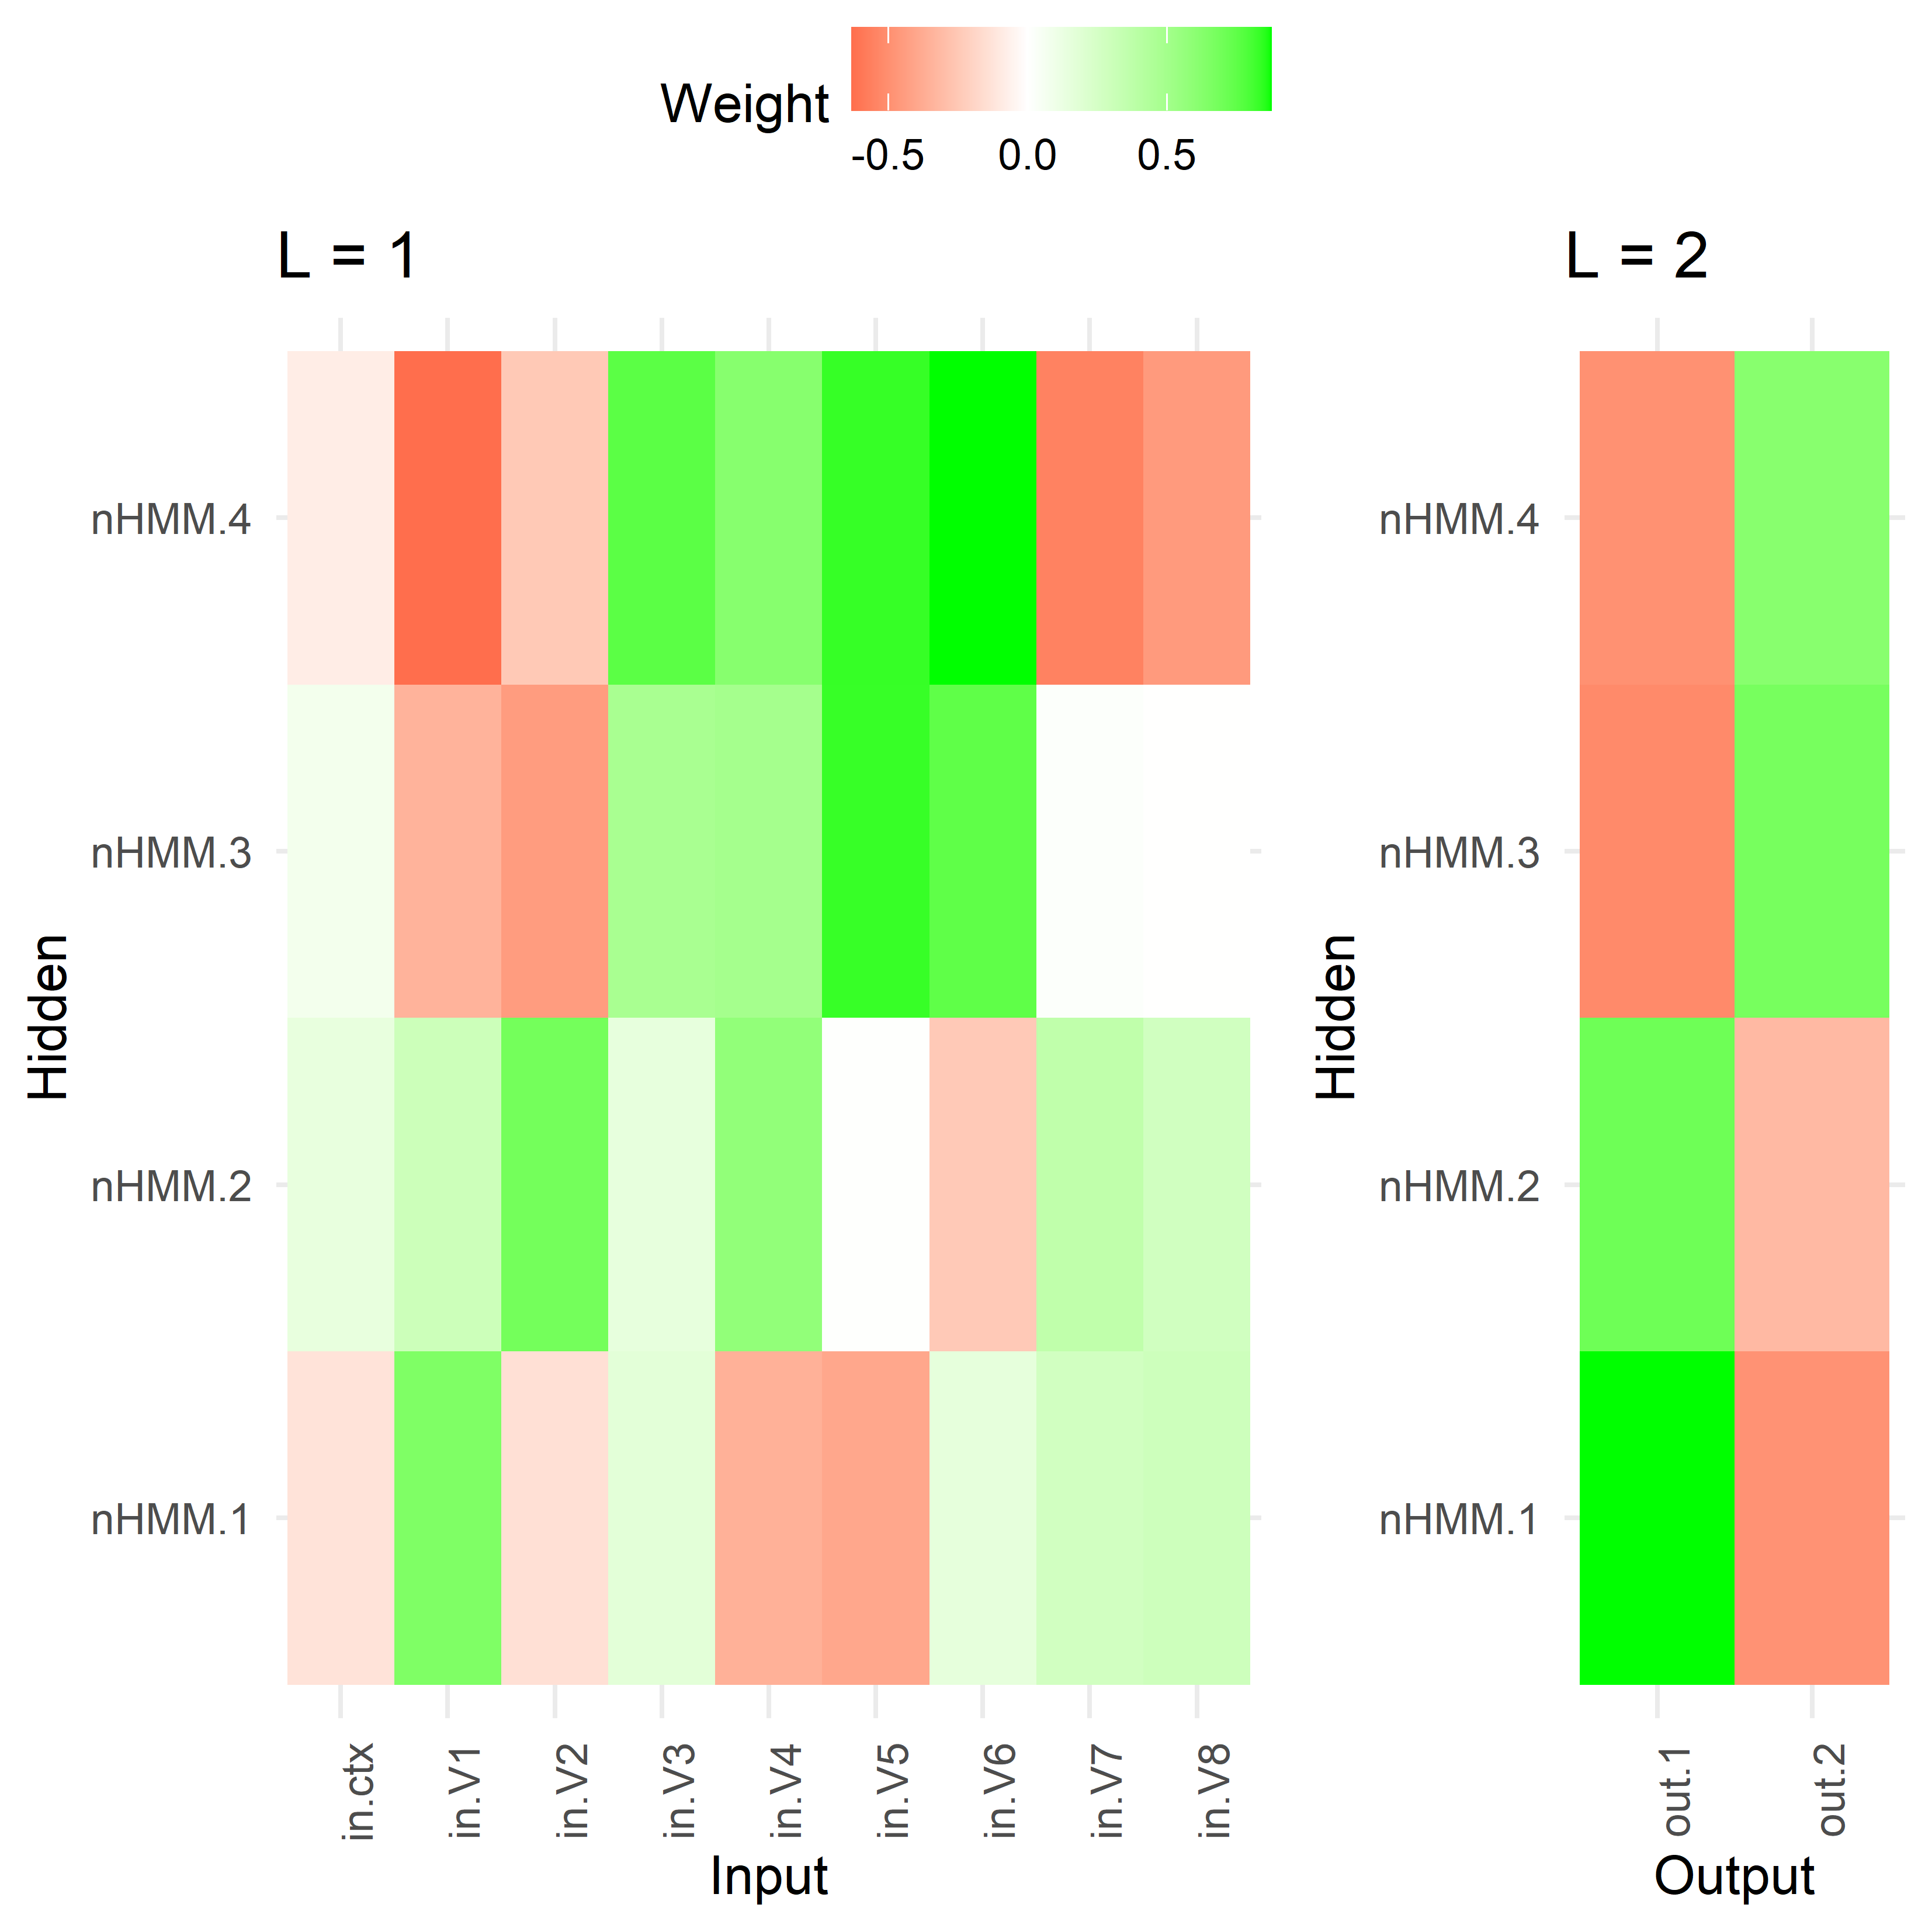 Weight
-0.5 0.0 0.5
L = 1
nHMM.4
nHMM.3
nHMM.2
nHMM.1
Hidden
in.ctx in.V1 in.V2 in.V3 in.V4 in.V5 in.V6 in.V7 in.V8
Input
L = 2
nHMM.4
nHMM.3
nHMM.2
nHMM.1
Hidden
out.1 out.2
Output